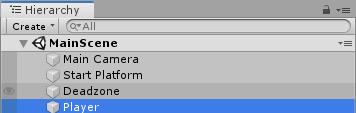 Hierarchy
Create All
MainScene
Main Camera
Start Platform
Deadzone
Player